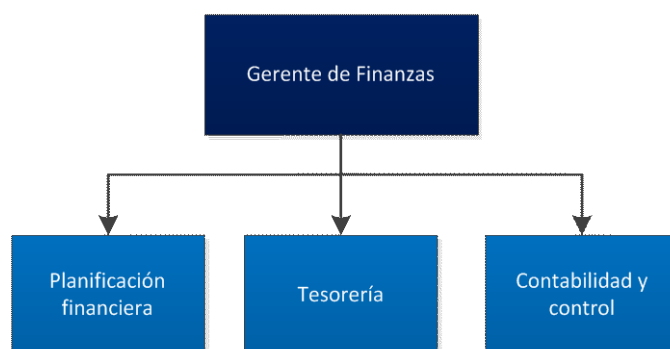 Gerente de Finanzas
Planificación
financiera
Tesorería
Contabilidad y
control